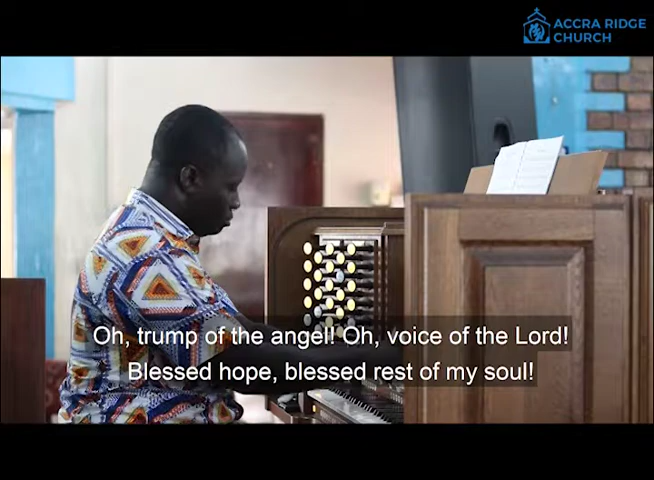 ACCRA RIDGE
CHURCH
Oh, trump of the angel! Oh, voice of the Lord!
Blessed hope, blessed rest of my soul!